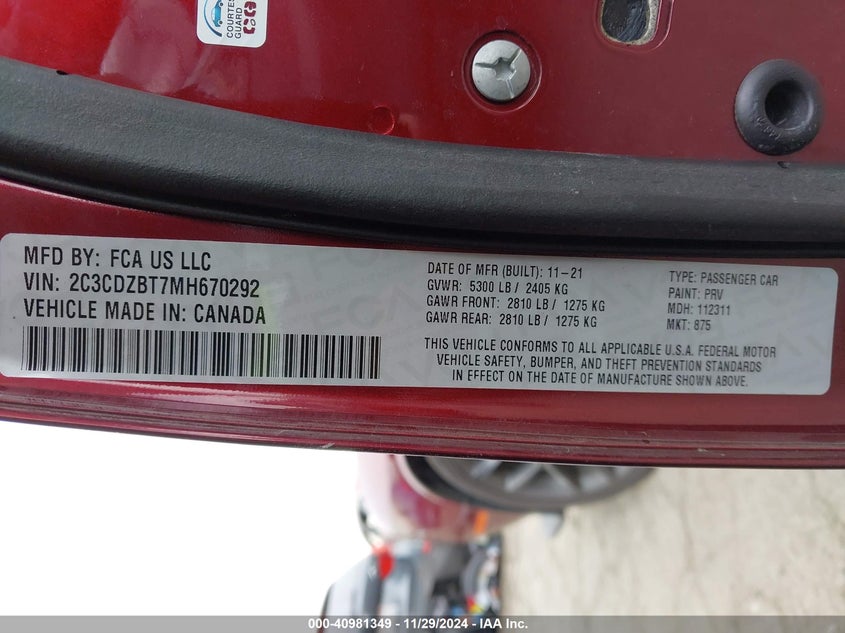 COURTESY
GUARD
MFD BY: FCA US LLC
VIN: 2C3CDZBT7MH670292
VEHICLE MADE IN: CANADA
DATE OF MFR (BUILT): 11-21
GVWR: 5300 LB / 2405 KG
GAWR FRONT: 2810 LB / 1275 KG
GAWR REAR: 2810 LB / 1275 KG
THIS VEHICLE CONFORMS TO ALL APPLICABLE U.S.A. FEDERAL MOTOR
VEHICLE SAFETY, BUMPER, AND THEFT PREVENTION STANDARDS
IN EFFECT ON THE DATE OF MANUFACTURE SHOWN ABOVE.
TYPE: PASSENGER CAR
PAINT: PRV
MDH: 112311
MKT: 875
000-40981349 - 11/29/2024 - IAA Inc.